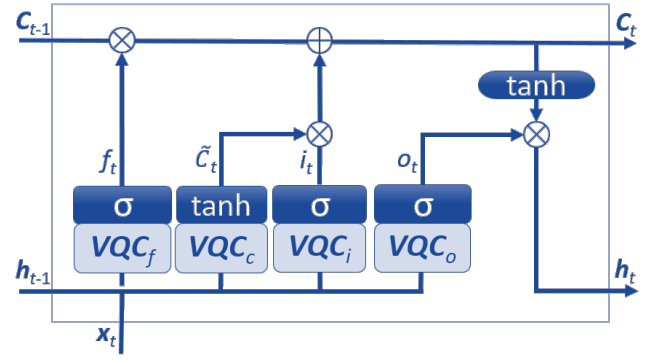 C_{t-1} C_t
tanh
f_t C̃_t i_t o_t
σ tanh σ σ
VQC_f VQC_c VQC_i VQC_o
h_{t-1} h_t
x_t